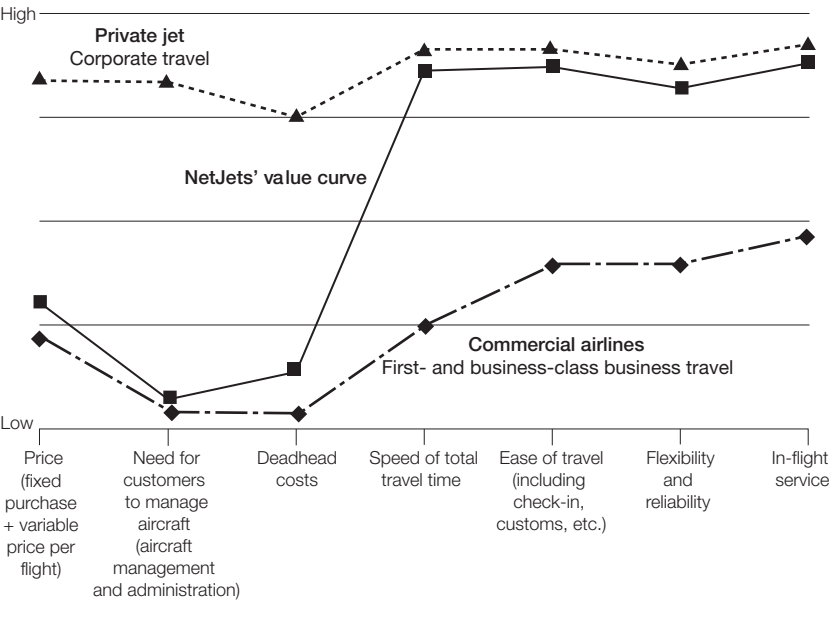 High
Private jet
Corporate travel
NetJets’ value curve
Commercial airlines
First- and business-class business travel
Low
Price
(fixed
purchase
+ variable
price per
flight)
Need for
customers
to manage
aircraft
(aircraft
management
and administration)
Deadhead
costs
Speed of total
travel time
Ease of travel
(including
check-in,
customs, etc.)
Flexibility
and
reliability
In-flight
service